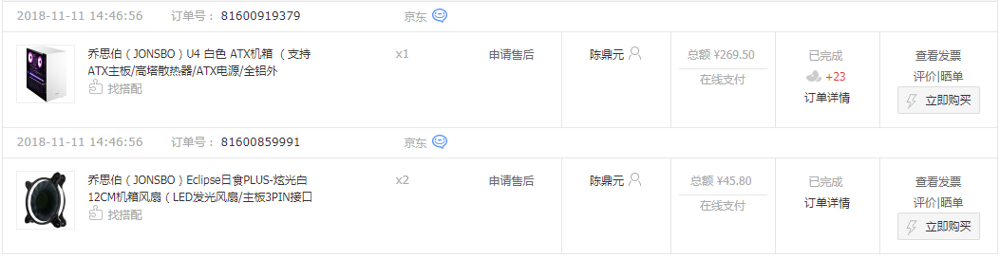 2018-11-11 14:46:56 订单号： 81600919379 京东
乔思伯（JONSBO）U4 白色 ATX机箱 （支持 x1 申请售后 陈鼎元 总额 ¥269.50 已完成 查看发票
ATX主板/高塔散热器/ATX电源/全铝外 在线支付 +23 评价|晒单
找搭配 订单详情 立即购买
2018-11-11 14:46:56 订单号： 81600859991 京东
乔思伯（JONSBO）Eclipse日食PLUS-炫光白 x2 申请售后 陈鼎元 总额 ¥45.80 已完成 查看发票
12CM机箱风扇（LED发光风扇/主板3PIN接口 在线支付 订单详情 评价|晒单
找搭配 立即购买